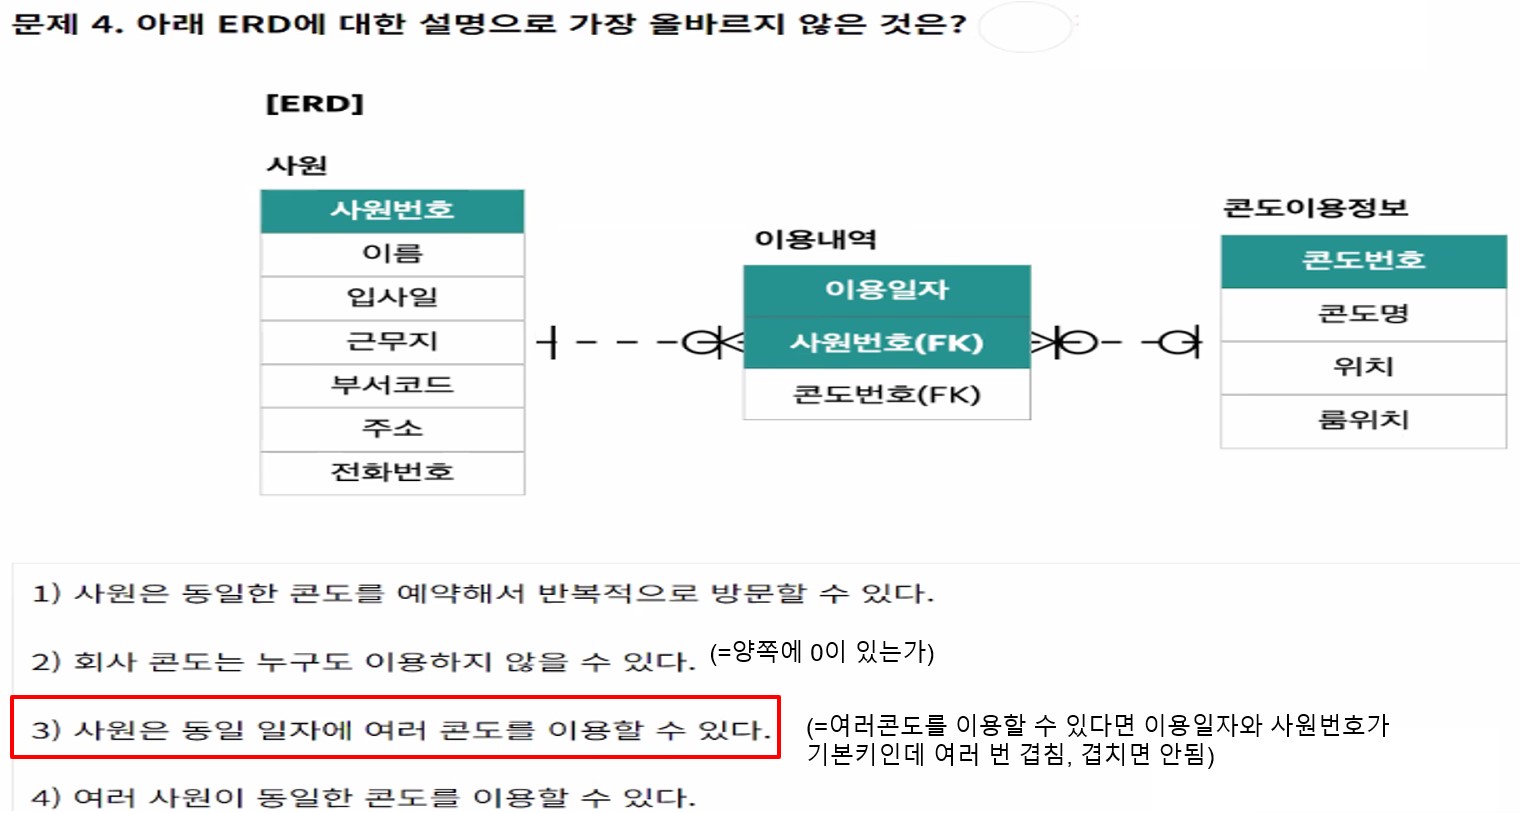 문제 4. 아래 ERD에 대한 설명으로 가장 올바르지 않은 것은?
[ERD]
사원
사원번호
이름
입사일
근무지
부서코드
주소
전화번호
이용내역
이용일자
사원번호(FK)
콘도번호(FK)
콘도이용정보
콘도번호
콘도명
위치
룸위치
1) 사원은 동일한 콘도를 예약해서 반복적으로 방문할 수 있다.
2) 회사 콘도는 누구도 이용하지 않을 수 있다. (=양쪽에 0이 있는가)
3) 사원은 동일 일자에 여러 콘도를 이용할 수 있다.
(=여러콘도를 이용할 수 있다면 이용일자와 사원번호가
기본키인데 여러 번 겹침, 겹치면 안됨)
4) 여러 사원이 동일한 콘도를 이용할 수 있다.